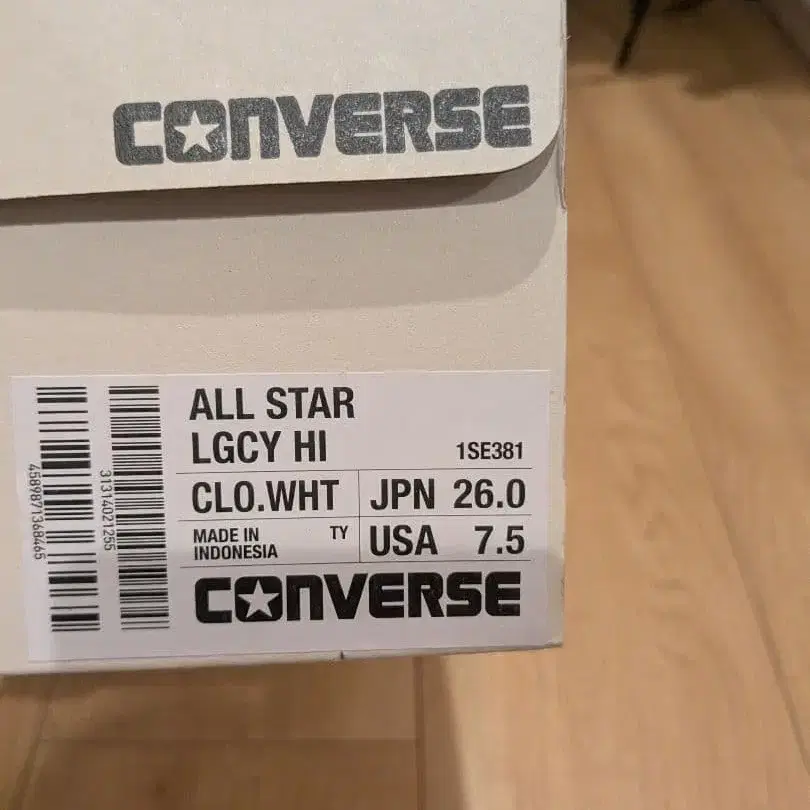 CONVERSE
ALL STAR
LGCY HI
1SE381
CLO.WHT
JPN 26.0
MADE IN
INDONESIA
TY
USA 7.5
CONVERSE
4589871368465
31314021255